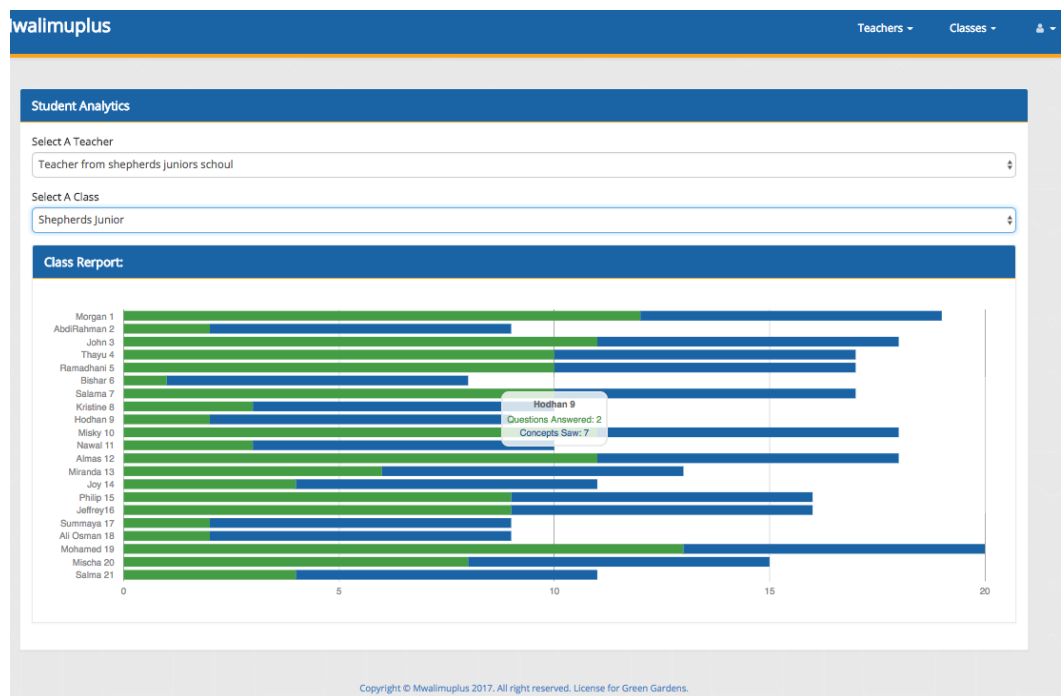 walimuplus
Teachers Classes
Student Analytics
Select A Teacher
Teacher from shepherds juniors schoul
Select A Class
Shepherds Junior
Class Rerport:
Morgan 1
AbdiRahman 2
John 3
Thayu 4
Ramadhani 5
Bishar 6
Salama 7
Kristine 8
Hodhan 9
Misky 10
Nawal 11
Almas 12
Miranda 13
Joy 14
Philip 15
Jeffrey16
Summaya 17
Ali Osman 18
Mohamed 19
Mischa 20
Salma 21
Hodhan 9
Questions Answered: 2
Concepts Saw: 7
0 5 10 15 20
Copyright © Mwalimuplus 2017. All right reserved. License for Green Gardens.